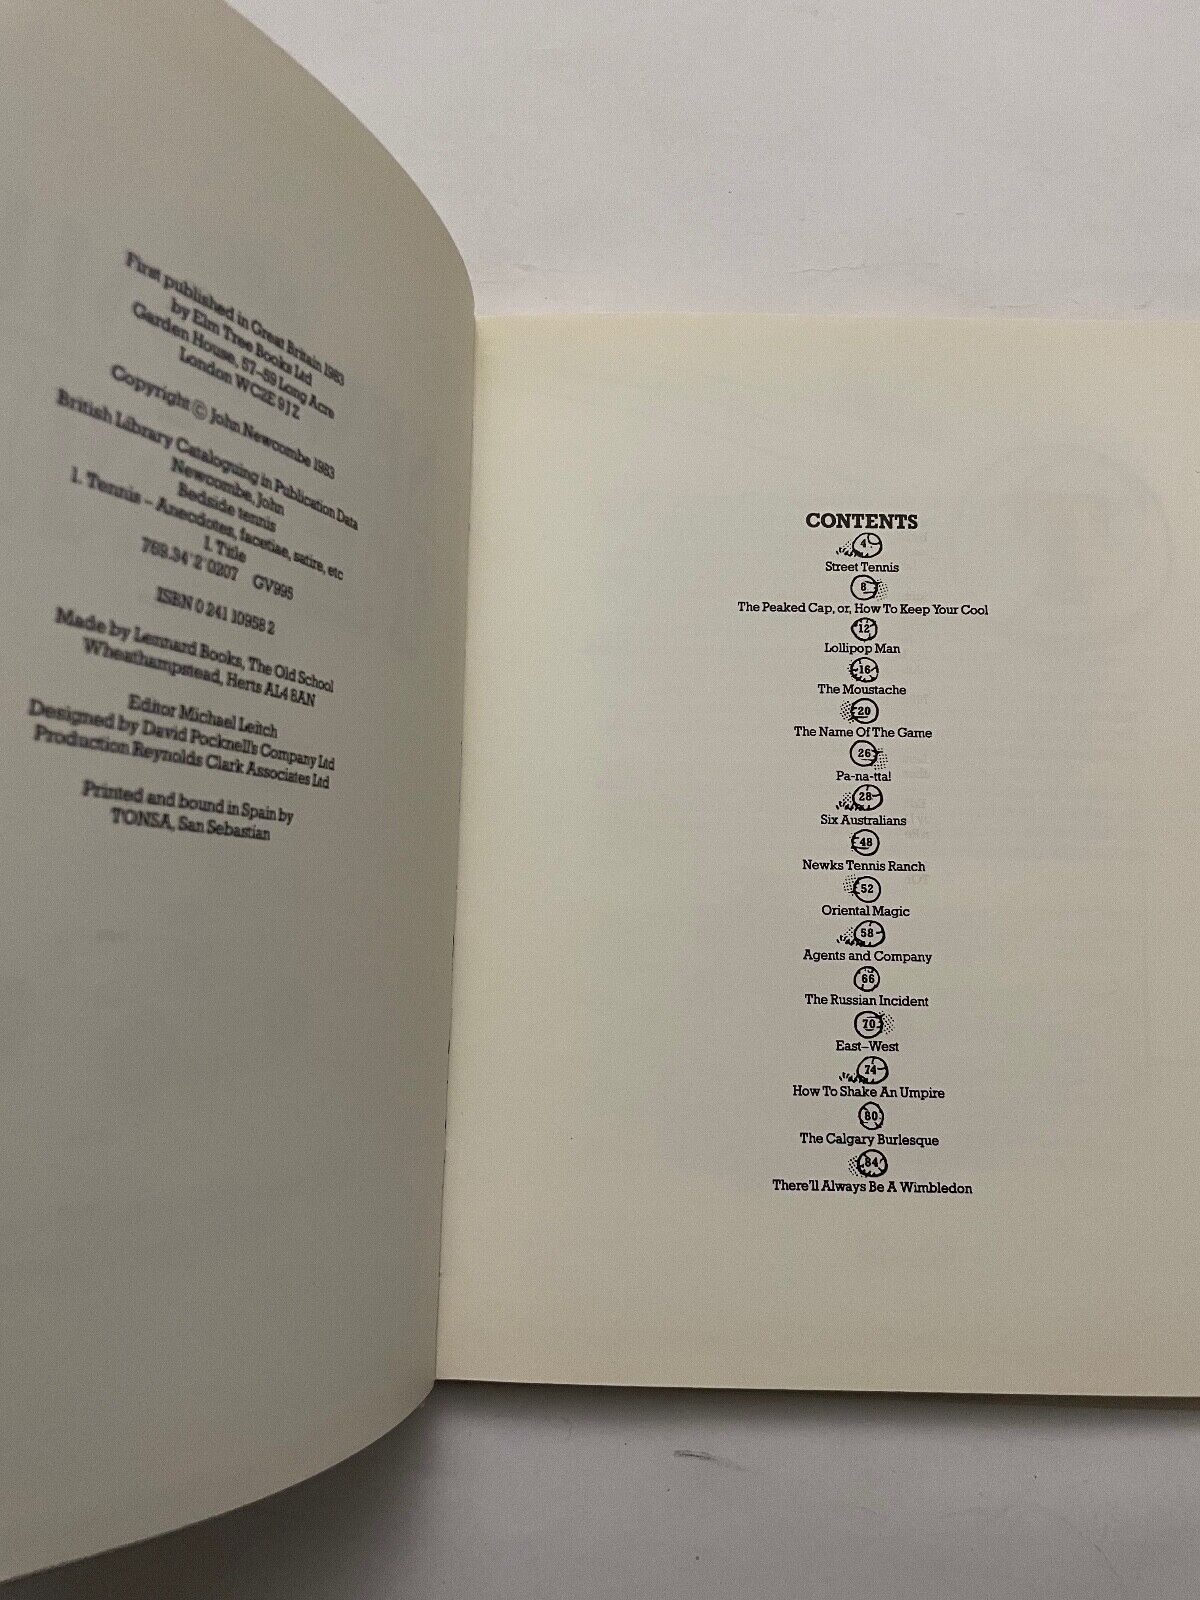 First published in Great Britain 1983
by Elm Tree Books Ltd
Garden House, 57–59 Long Acre
London WC2E 9JZ
Copyright © John Newcombe 1983
British Library Cataloguing in Publication Data
Newcombe, John
Bedside tennis
1. Tennis – Anecdotes, facetiae, satire, etc
I. Title
769.34'2'0207 GV995
ISBN 0 241 10958 2
Made by Lennard Books, The Old School
Wheathampstead, Herts AL4 8AN
Editor Michael Leitch
Designed by David Pocknell's Company Ltd
Production Reynolds Clark Associates Ltd
Printed and bound in Spain by
TONSA, San Sebastian
CONTENTS
4
Street Tennis
8
The Peaked Cap, or, How To Keep Your Cool
12
Lollipop Man
16
The Moustache
20
The Name Of The Game
26
Pa-na-tta!
28
Six Australians
48
Newks Tennis Ranch
52
Oriental Magic
58
Agents and Company
66
The Russian Incident
70
East–West
74
How To Shake An Umpire
80
The Calgary Burlesque
84
There'll Always Be A Wimbledon